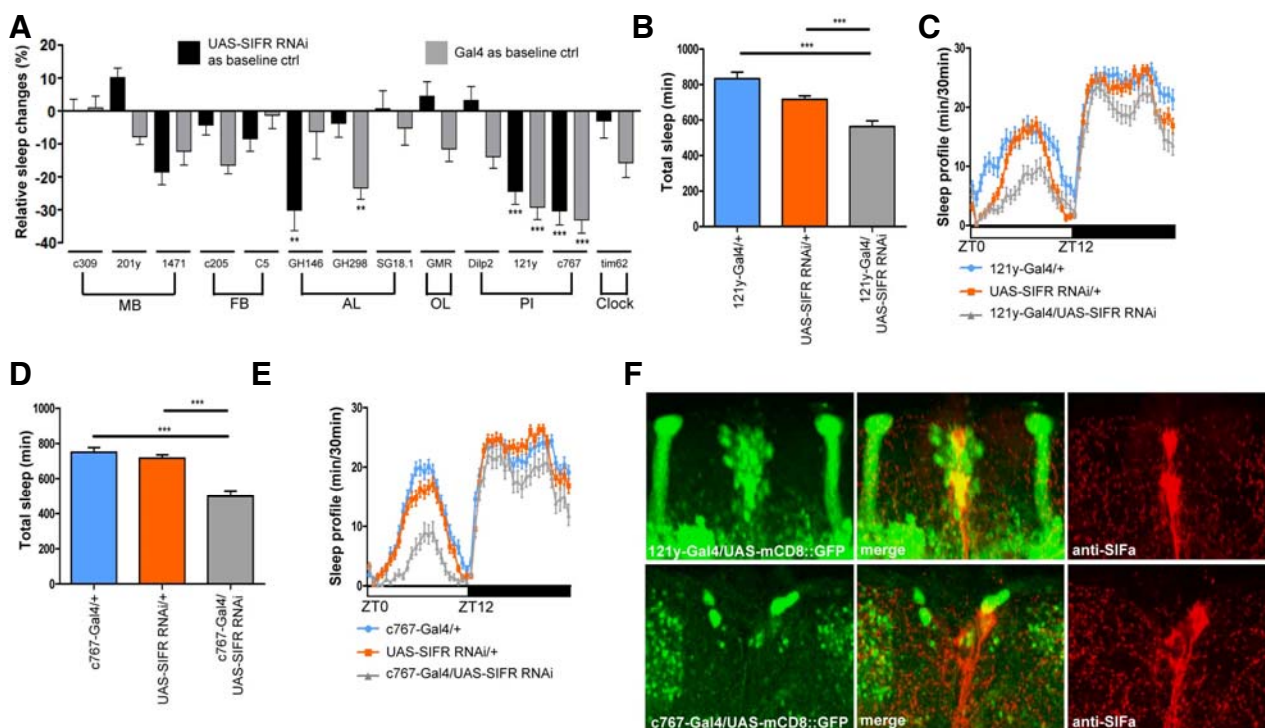 A
UAS-SIFR RNAi
as baseline ctrl
Gal4 as baseline ctrl
Relative sleep changes (%)
20
10
0
-10
-20
-30
-40
**
**
***
***
***
***
c309 201y 1471 c205 C5 GH146 GH298 SG18.1 GMR Dilp2 121y c767 tim62
MB FB AL OL PI Clock
B
***
***
Total sleep (min)
1000
800
600
400
200
0
121y-Gal4/+
UAS-SIFR RNAi/+
121y-Gal4/
UAS-SIFR RNAi
C
Sleep profile (min/30min)
30
20
10
0
ZT0 ZT12
121y-Gal4/+
UAS-SIFR RNAi/+
121y-Gal4/UAS-SIFR RNAi
D
***
***
Total sleep (min)
1000
800
600
400
200
0
c767-Gal4/+
UAS-SIFR RNAi/+
c767-Gal4/
UAS-SIFR RNAi
E
Sleep profile (min/30min)
30
20
10
0
ZT0 ZT12
c767-Gal4/+
UAS-SIFR RNAi/+
c767-Gal4/UAS-SIFR RNAi
F
121y-Gal4/UAS-mCD8::GFP
merge
anti-SIFa
c767-Gal4/UAS-mCD8::GFP
merge
anti-SIFa